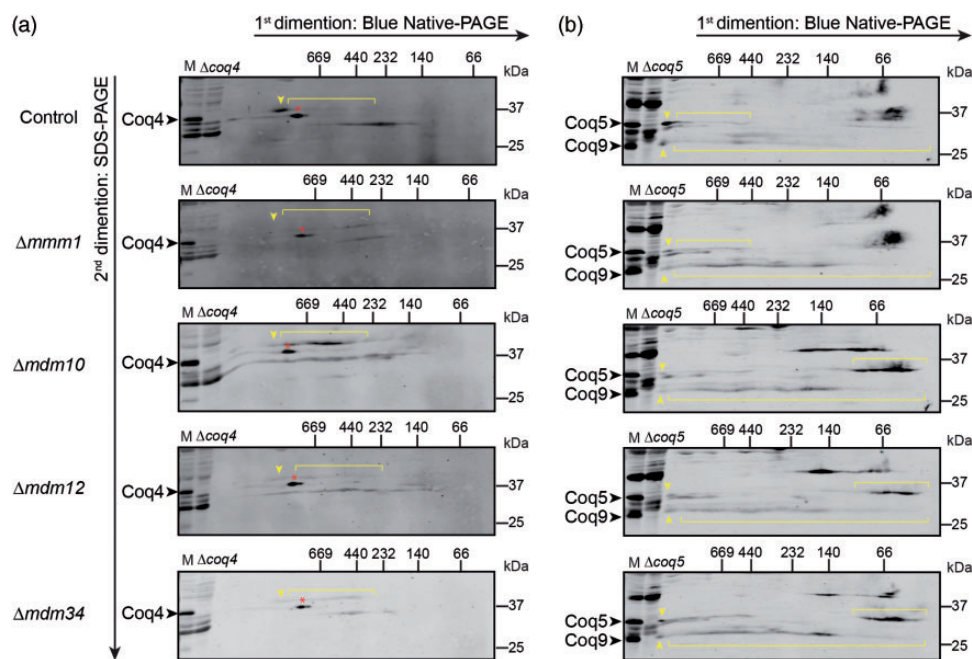 (a)
1st dimention: Blue Native-PAGE
2nd dimention: SDS-PAGE
M Δcoq4 669 440 232 140 66 kDa
Control
Coq4
37
25
M Δcoq4 669 440 232 140 66 kDa
Δmmm1
Coq4
37
25
M Δcoq4 669 440 232 140 66 kDa
Δmdm10
Coq4
37
25
M Δcoq4 669 440 232 140 66 kDa
Δmdm12
Coq4
37
25
M Δcoq4 669 440 232 140 66 kDa
Δmdm34
Coq4
37
25
(b)
1st dimention: Blue Native-PAGE
M Δcoq5 669 440 232 140 66 kDa
37
Coq5
Coq9
25
M Δcoq5 669 440 232 140 66 kDa
37
Coq5
Coq9
25
M Δcoq5 669 440 232 140 66 kDa
37
Coq5
Coq9
25
M Δcoq5 669 440 232 140 66 kDa
37
Coq5
Coq9
25
M Δcoq5 669 440 232 140 66 kDa
37
Coq5
Coq9
25